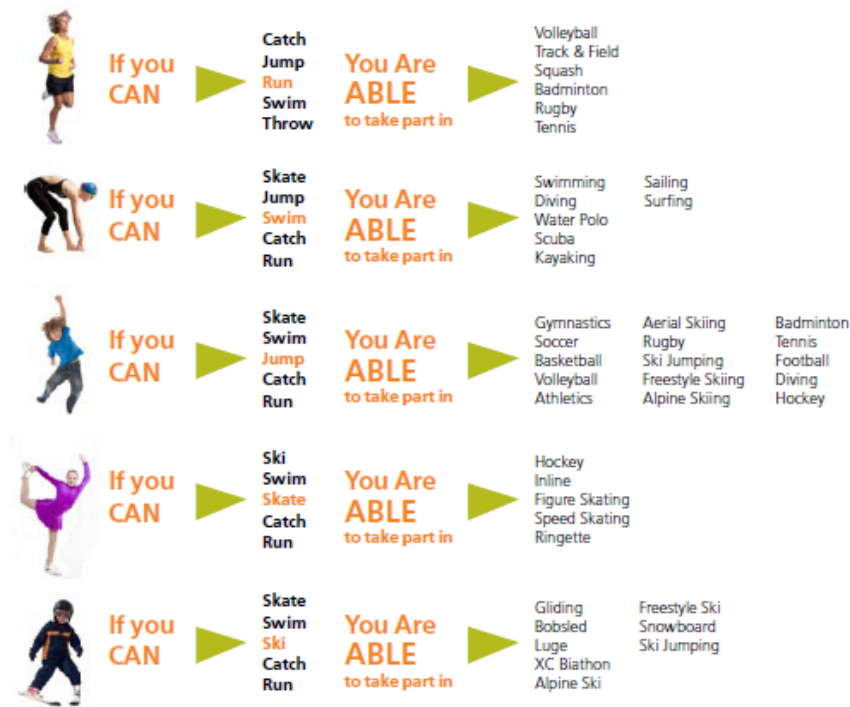 If you
CAN
Catch
Jump
Run
Swim
Throw
You Are
ABLE
to take part in
Volleyball
Track & Field
Squash
Badminton
Rugby
Tennis
If you
CAN
Skate
Jump
Swim
Catch
Run
You Are
ABLE
to take part in
Swimming
Diving
Water Polo
Scuba
Kayaking
Sailing
Surfing
If you
CAN
Skate
Swim
Jump
Catch
Run
You Are
ABLE
to take part in
Gymnastics
Soccer
Basketball
Volleyball
Athletics
Aerial Skiing
Rugby
Ski Jumping
Freestyle Skiing
Alpine Skiing
Badminton
Tennis
Football
Diving
Hockey
If you
CAN
Ski
Swim
Skate
Catch
Run
You Are
ABLE
to take part in
Hockey
Inline
Figure Skating
Speed Skating
Ringette
If you
CAN
Skate
Swim
Ski
Catch
Run
You Are
ABLE
to take part in
Gliding
Bobsled
Luge
XC Biathon
Alpine Ski
Freestyle Ski
Snowboard
Ski Jumping